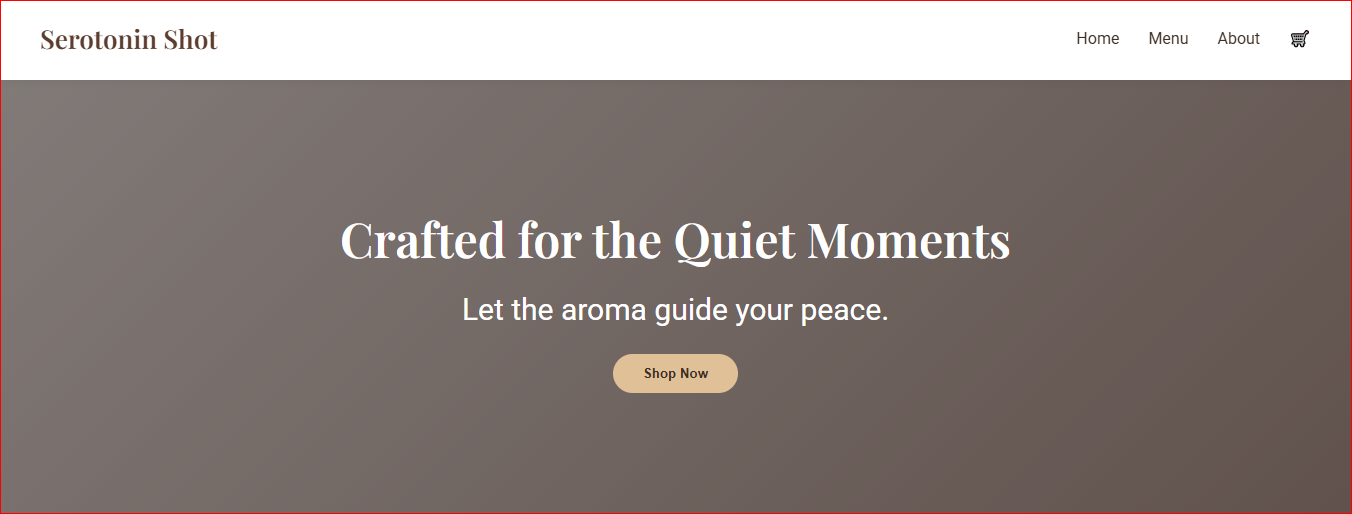 Serotonin Shot
Home Menu About
Crafted for the Quiet Moments
Let the aroma guide your peace.
Shop Now